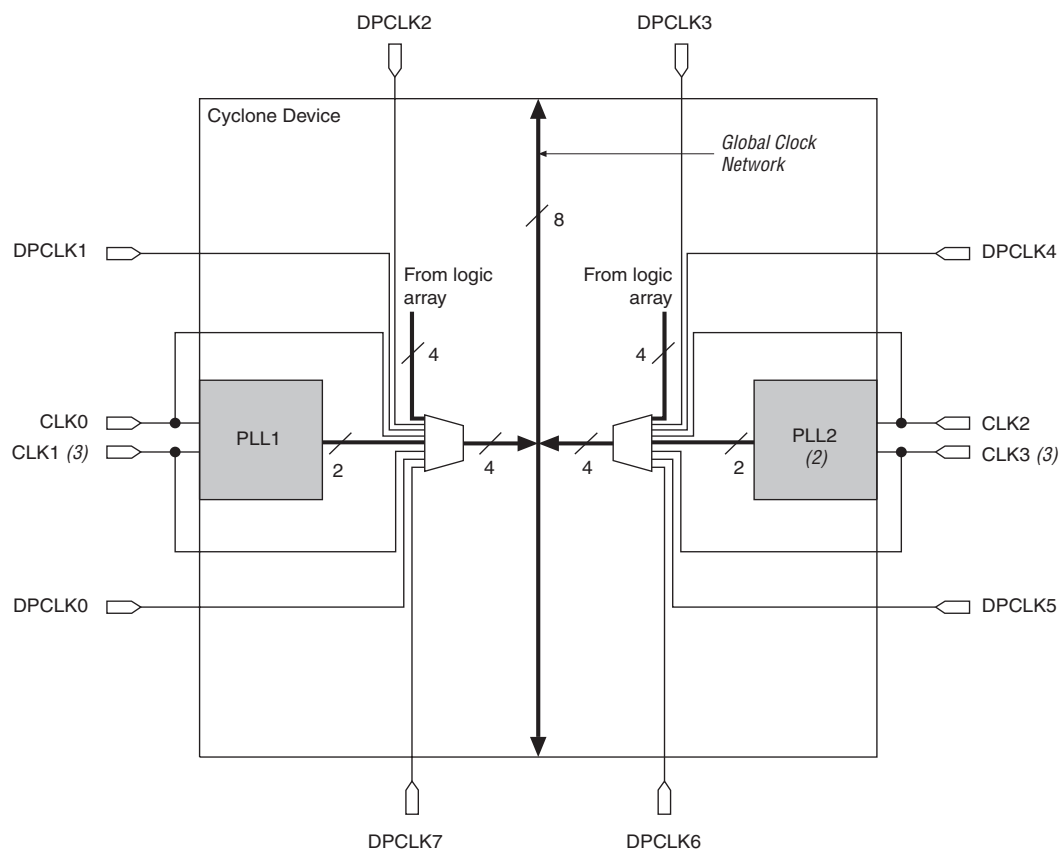 DPCLK2
DPCLK3
Cyclone Device
Global Clock
Network
8
DPCLK1
DPCLK4
From logic
array
From logic
array
4
4
CLK0
CLK1 (3)
PLL1
2
4
4
2
PLL2
(2)
CLK2
CLK3 (3)
DPCLK0
DPCLK5
DPCLK7
DPCLK6